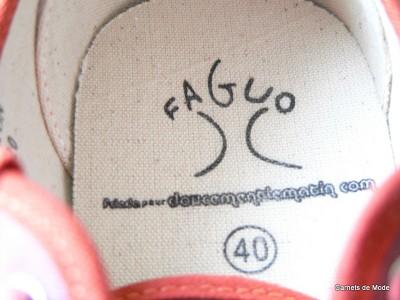 FAGUO
doucementlematin.com
40
Carnets de Mode